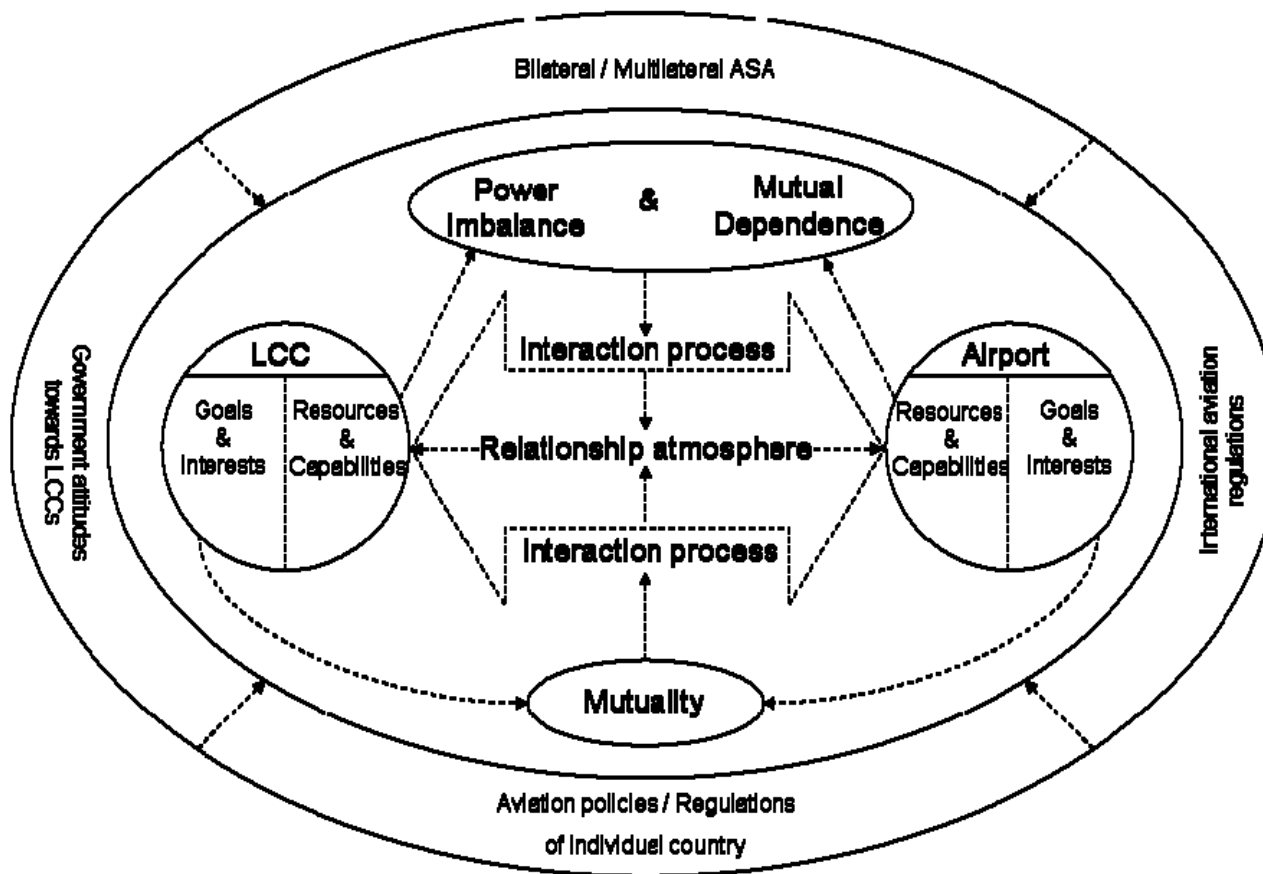 Bilateral / Multilateral ASA
Power
Imbalance
&
Mutual
Dependence
Government attitudes
towards LCCs
LCC
Goals
&
Interests
Resources
&
Capabilities
Interaction process
Relationship atmosphere
Interaction process
Airport
Resources
&
Capabilities
Goals
&
Interests
International aviation
regulations
Mutuality
Aviation policies / Regulations
of individuel country